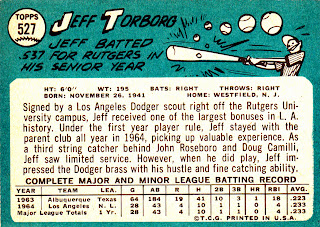 TOPPS
527
JEFF TORBORG
JEFF BATTED
.537 FOR RUTGERS IN
HIS SENIOR YEAR
HT: 6'0" WT: 195 BATS: RIGHT THROWS: RIGHT
BORN: NOVEMBER 26, 1941 HOME: WESTFIELD, N. J.
Signed by a Los Angeles Dodger scout right off the Rutgers Uni-
versity campus, Jeff received one of the largest bonuses in L. A.
history. Under the first year player rule, Jeff stayed with the
parent club all year in 1964, picking up valuable experience. As
a third string catcher behind John Roseboro and Doug Camilli,
Jeff saw limited service. However, when he did play, Jeff im-
pressed the Dodger brass with his hustle and fine catching ability.
COMPLETE MAJOR AND MINOR LEAGUE BATTING RECORD
YEAR TEAM LEA. G AB R H 2B 3B HR RBI AVG.
1963 Albuquerque Texas 64 184 19 41 10 3 1 18 .223
1964 Los Angeles N. L. 28 43 4 10 1 1 0 4 .233
Major League Totals 1 Yr. 28 43 4 10 1 1 0 4 .233
©T.C.G. PRINTED IN U.S.A.